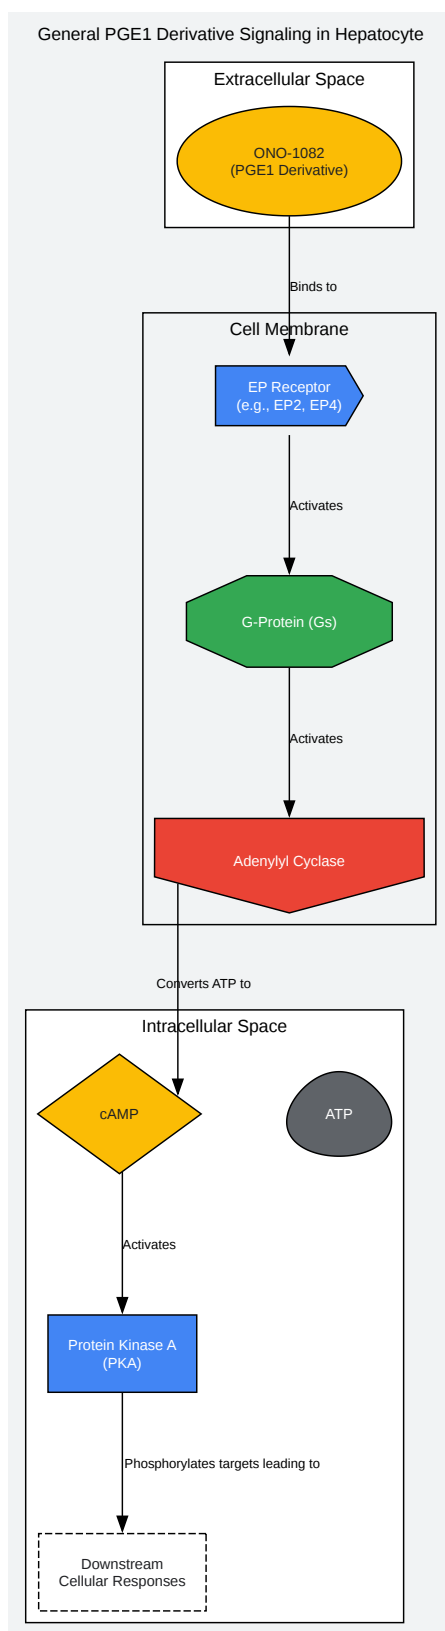 General PGE1 Derivative Signaling in Hepatocyte
Extracellular Space
ONO-1082
(PGE1 Derivative)
Binds to
Cell Membrane
EP Receptor
(e.g., EP2, EP4)
Activates
G-Protein (Gs)
Activates
Adenylyl Cyclase
Converts ATP to
Intracellular Space
cAMP
ATP
Activates
Protein Kinase A
(PKA)
Phosphorylates targets leading to
Downstream
Cellular Responses